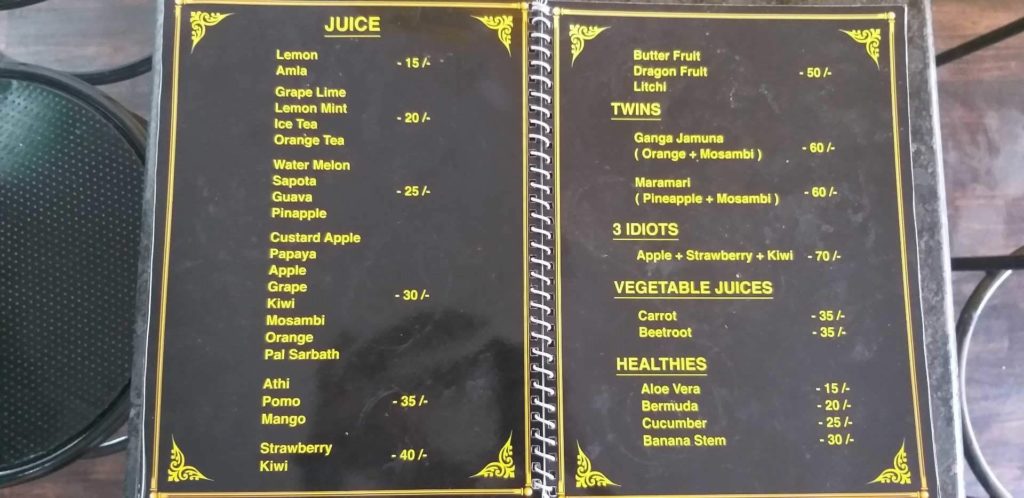 JUICE
Lemon
Amla
- 15 /-
Grape Lime
Lemon Mint
Ice Tea
Orange Tea
- 20 /-
Water Melon
Sapota
Guava
Pinapple
- 25 /-
Custard Apple
Papaya
Apple
Grape
Kiwi
Mosambi
Orange
Pal Sarbath
- 30 /-
Athi
Pomo
Mango
- 35 /-
Strawberry
Kiwi
- 40 /-
Butter Fruit
Dragon Fruit
Litchi
- 50 /-
TWINS
Ganga Jamuna
( Orange + Mosambi )
- 60 /-
Maramari
( Pineapple + Mosambi )
- 60 /-
3 IDIOTS
Apple + Strawberry + Kiwi - 70 /-
VEGETABLE JUICES
Carrot - 35 /-
Beetroot - 35 /-
HEALTHIES
Aloe Vera - 15 /-
Bermuda - 20 /-
Cucumber - 25 /-
Banana Stem - 30 /-